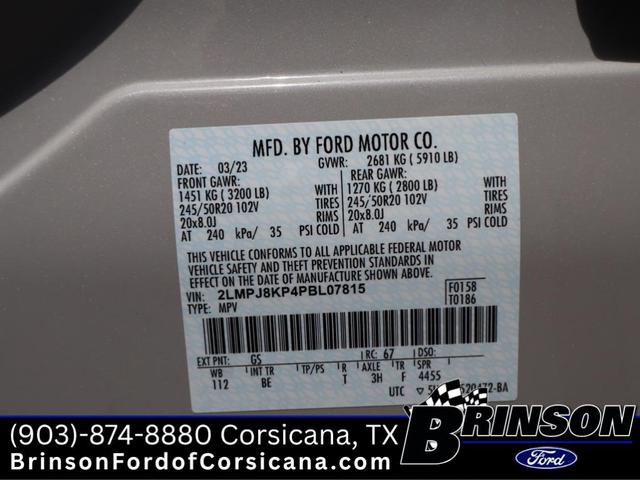 MFD. BY FORD MOTOR CO.
DATE: 03/23 GVWR: 2681 KG ( 5910 LB)
FRONT GAWR: REAR GAWR:
1451 KG ( 3200 LB) WITH 1270 KG ( 2800 LB) WITH
245/50R20 102V TIRES 245/50R20 102V TIRES
20x8.0J RIMS 20x8.0J RIMS
AT 240 kPa/ 35 PSI COLD AT 240 kPa/ 35 PSI COLD
THIS VEHICLE CONFORMS TO ALL APPLICABLE FEDERAL MOTOR
VEHICLE SAFETY AND THEFT PREVENTION STANDARDS IN
EFFECT ON THE DATE OF MANUFACTURE SHOWN ABOVE.
VIN: 2LMPJ8KP4PBL07815 F0158
TYPE: MPV T0186
EXT PNT: GS RC: 67 DSO:
WB INT TR TP/PS R AXLE TR SPR
112 BE T 3H F 4455
UTC
BRINSON
Ford
(903)-874-8880 Corsicana, TX
BrinsonFordofCorsicana.com